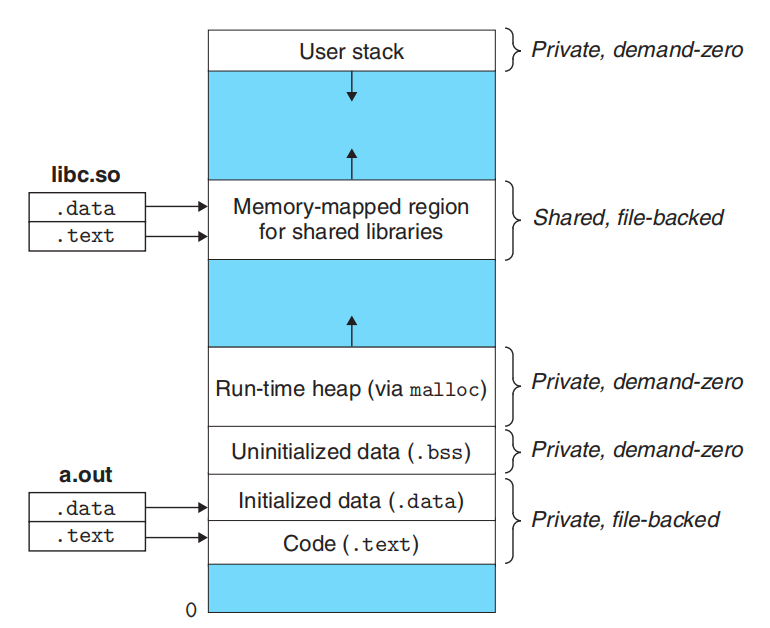 User stack
Private, demand-zero
libc.so
.data
.text
Memory-mapped region
for shared libraries
Shared, file-backed
Run-time heap (via malloc)
Private, demand-zero
Uninitialized data (.bss)
Private, demand-zero
a.out
.data
.text
Initialized data (.data)
Code (.text)
Private, file-backed
0